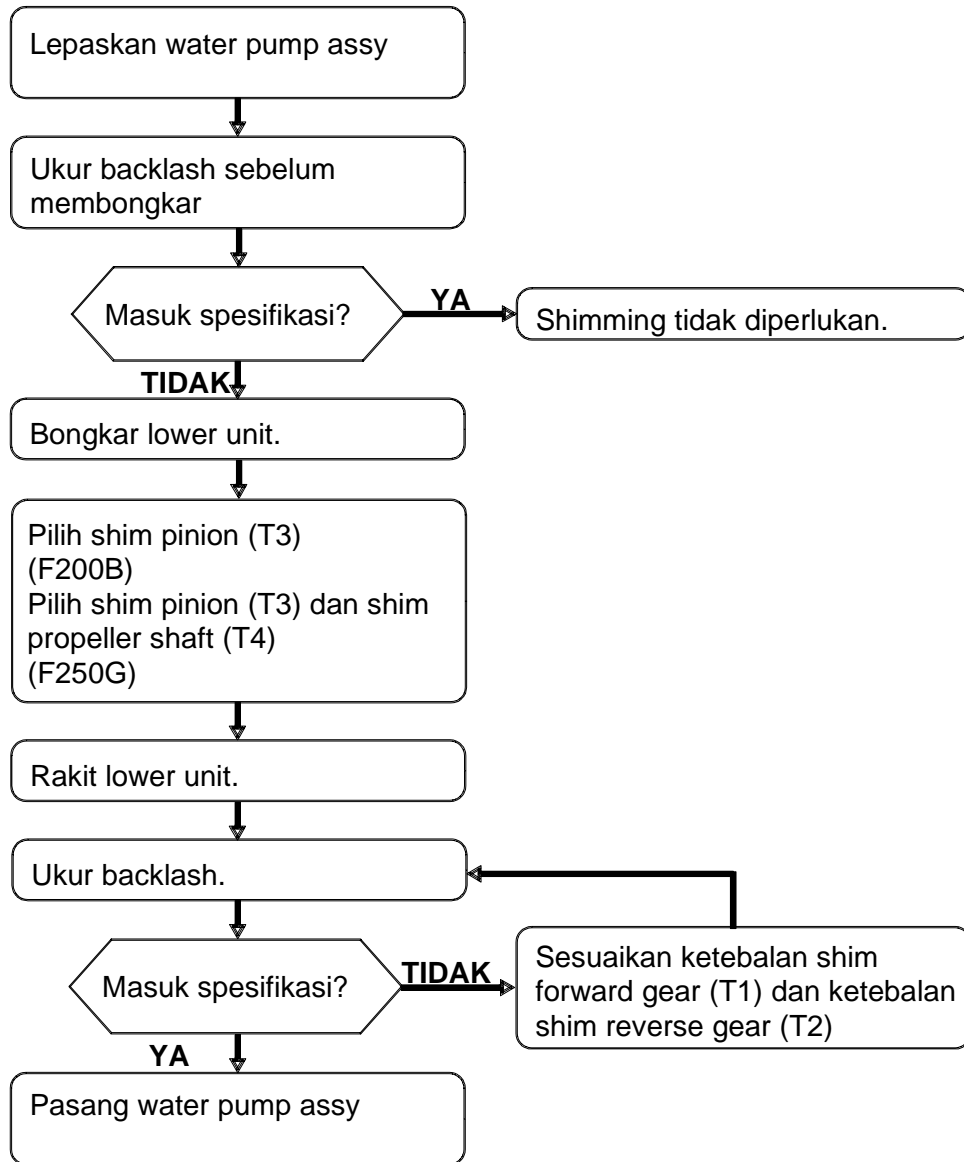 Lepaskan water pump assy
Ukur backlash sebelum
membongkar
Masuk spesifikasi?
YA
Shimming tidak diperlukan.
TIDAK
Bongkar lower unit.
Pilih shim pinion (T3)
(F200B)
Pilih shim pinion (T3) dan shim
propeller shaft (T4)
(F250G)
Rakit lower unit.
Ukur backlash.
Masuk spesifikasi?
TIDAK
Sesuaikan ketebalan shim
forward gear (T1) dan ketebalan
shim reverse gear (T2)
YA
Pasang water pump assy